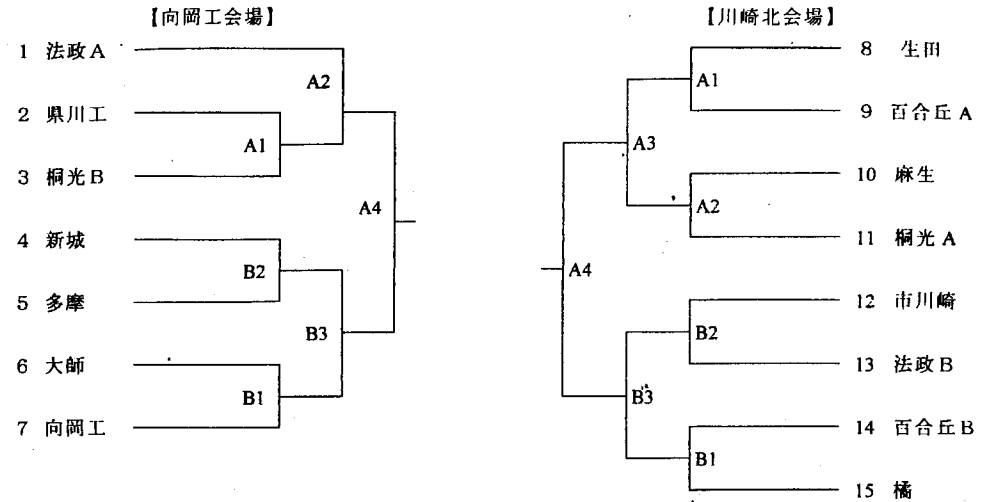 【向岡工会場】
1 法政A
2 県川工
3 桐光B
4 新城
5 多摩
6 大師
7 向岡工
A2
A1
A4
B2
B3
B1
【川崎北会場】
8 生田
9 百合丘A
10 麻生
11 桐光A
12 市川崎
13 法政B
14 百合丘B
15 橘
A1
A3
A2
A4
B2
B3
B1